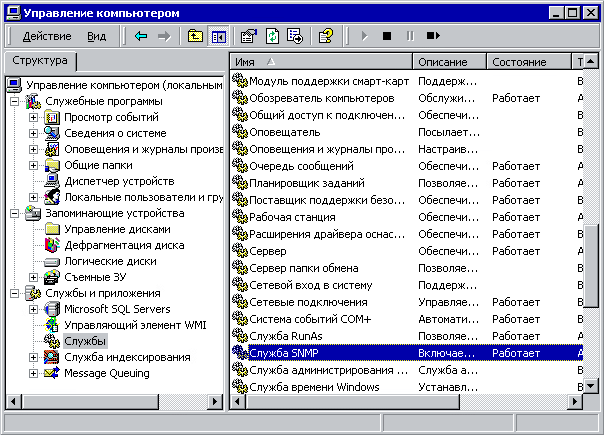 Управление компьютером
Действие Вид
Структура
Управление компьютером (локальным
Служебные программы
Просмотр событий
Сведения о системе
Оповещения и журналы произв
Общие папки
Диспетчер устройств
Локальные пользователи и гру
Запоминающие устройства
Управление дисками
Дефрагментация диска
Логические диски
Съемные ЗУ
Службы и приложения
Microsoft SQL Servers
Управляющий элемент WMI
Службы
Служба индексирования
Message Queuing
Имя Описание Состояние Т
Модуль поддержки смарт-карт Поддерж... В
Обозреватель компьютеров Обслужи... Работает А
Общий доступ к подключен... Обеспечи... В
Оповещатель Посылает... В
Оповещения и журналы про... Настраив... В
Очередь сообщений Обеспечи... Работает А
Планировщик заданий Позволяе... Работает А
Поставщик поддержки безо... Обеспечи... Работает В
Рабочая станция Обеспечи... Работает А
Расширения драйвера оснас... Обеспечи... Работает В
Сервер Обеспечи... Работает А
Сервер папки обмена Позволяе... В
Сетевой вход в систему Поддерж... В
Сетевые подключения Управляе... Работает В
Система событий COM+ Автомати... Работает В
Служба RunAs Позволяе... Работает А
Служба SNMP Включае... Работает А
Служба администрирования ... Служба а... В
Служба времени Windows Устанавл... В